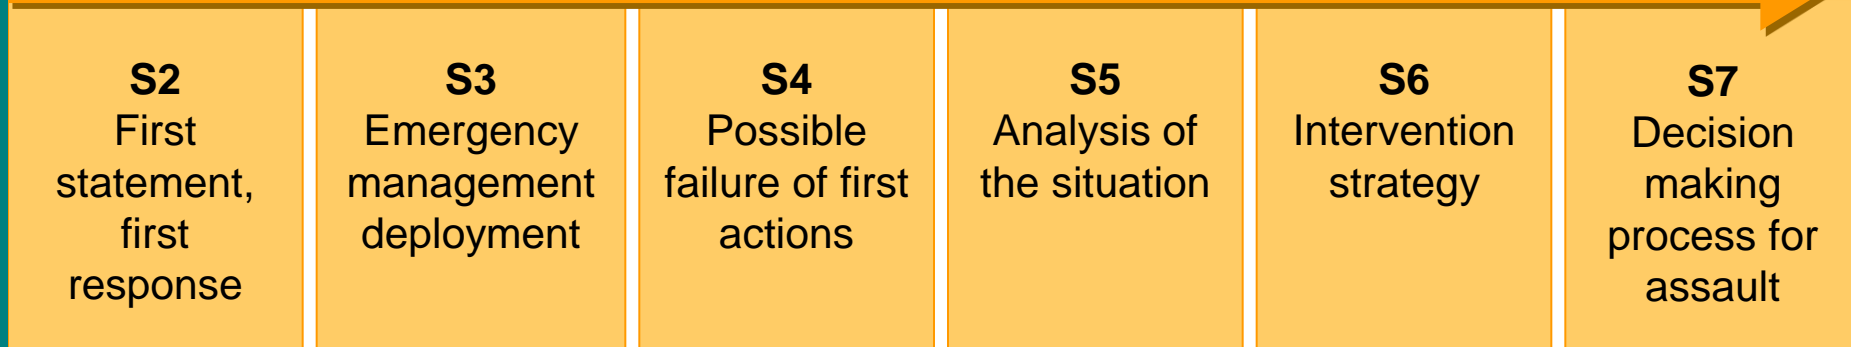 S2
First
statement,
first
response
S3
Emergency
management
deployment
S4
Possible
failure of first
actions
S5
Analysis of
the situation
S6
Intervention
strategy
S7
Decision
making
process for
assault